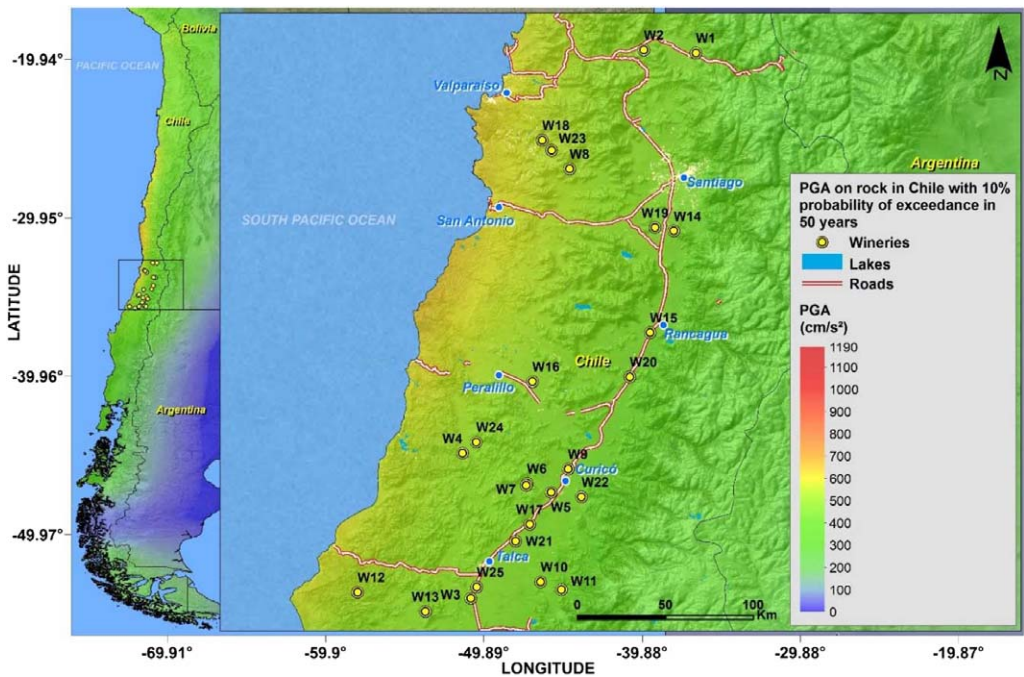 -19.94°
-29.95°
-39.96°
-49.97°
LATITUDE
Bolivia
PACIFIC OCEAN
Chile
Argentina
W2
W1
N
Valparaíso
W18
W23
W8
Santiago
Argentina
SOUTH PACIFIC OCEAN
San Antonio
W19
W14
W15
Rancagua
W16
Chile
W20
Peralillo
W24
W4
W9
Curicó
W6
W7
W22
W5
W17
W21
Talca
W10
W11
W25
W12
W13
W3
0 50 100
Km
PGA on rock in Chile with 10%
probability of exceedance in
50 years
Wineries
Lakes
Roads
PGA
(cm/s²)
1190
1100
1000
900
800
700
600
500
400
300
200
100
0
-69.91
-59.9
-49.89
-39.88
-29.88
-19.87
LONGITUDE